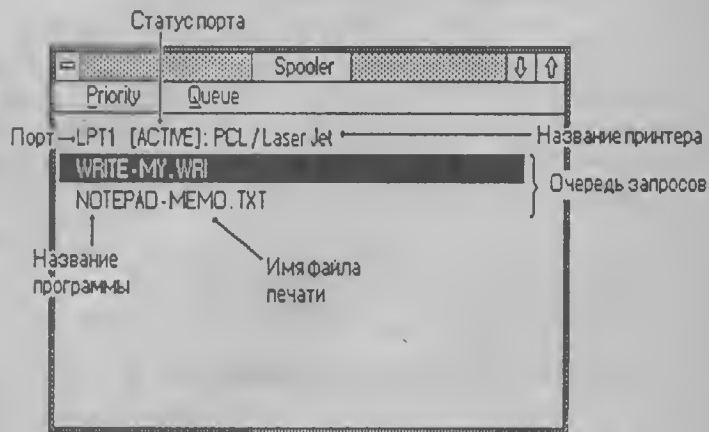 Статус порта
Spooler
Priority Queue
Порт LPT1 [ACTIVE]: PCL / Laser Jet Название принтера
WRITE-MY.WRI
Очередь запросов
NOTEPAD-MEMO.TXT
Название
программы
Имя файла
печати